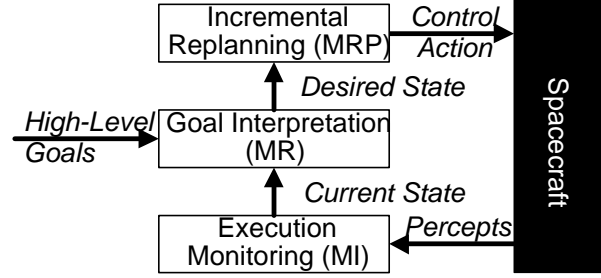 Incremental
Replanning (MRP)
Control
Action
Desired State
High-Level
Goals
Goal Interpretation
(MR)
Current State
Execution
Monitoring (MI)
Percepts
Spacecraft